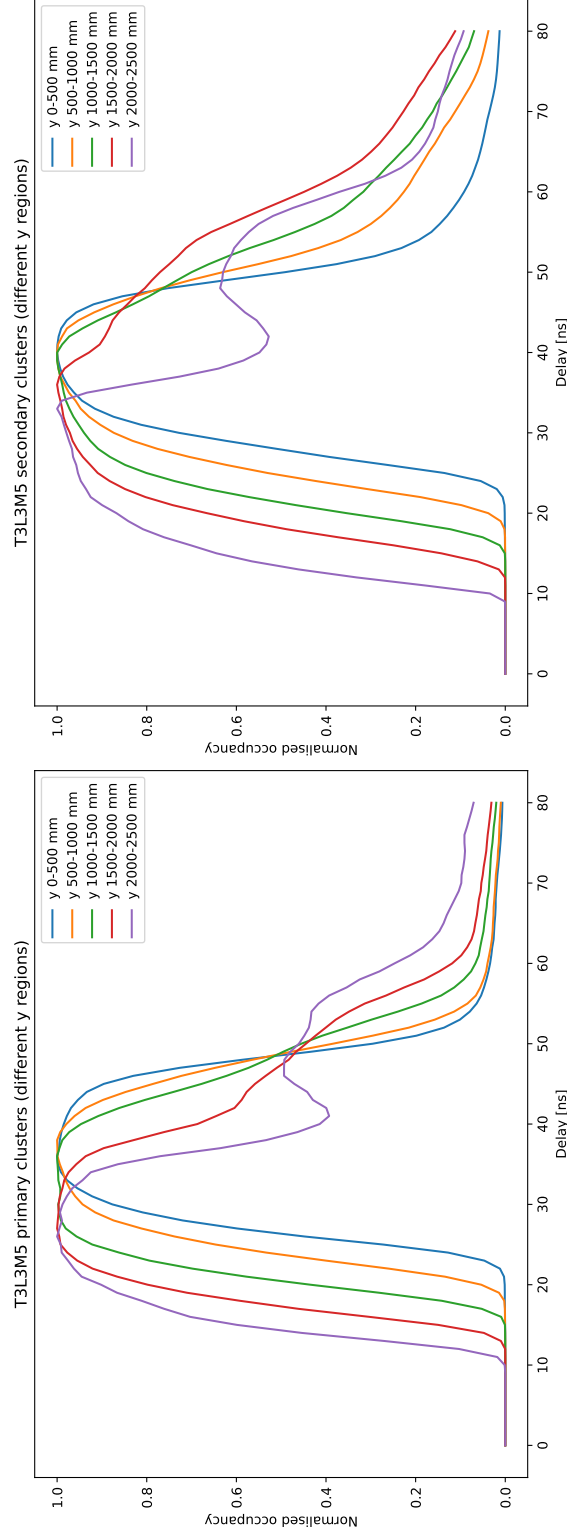 T3L3M5 primary clusters (different y regions)
Normalised occupancy
1.0
0.8
0.6
0.4
0.2
0.0
0 10 20 30 40 50 60 70 80
Delay [ns]
y 0-500 mm
y 500-1000 mm
y 1000-1500 mm
y 1500-2000 mm
y 2000-2500 mm
T3L3M5 secondary clusters (different y regions)
Normalised occupancy
1.0
0.8
0.6
0.4
0.2
0.0
0 10 20 30 40 50 60 70 80
Delay [ns]
y 0-500 mm
y 500-1000 mm
y 1000-1500 mm
y 1500-2000 mm
y 2000-2500 mm